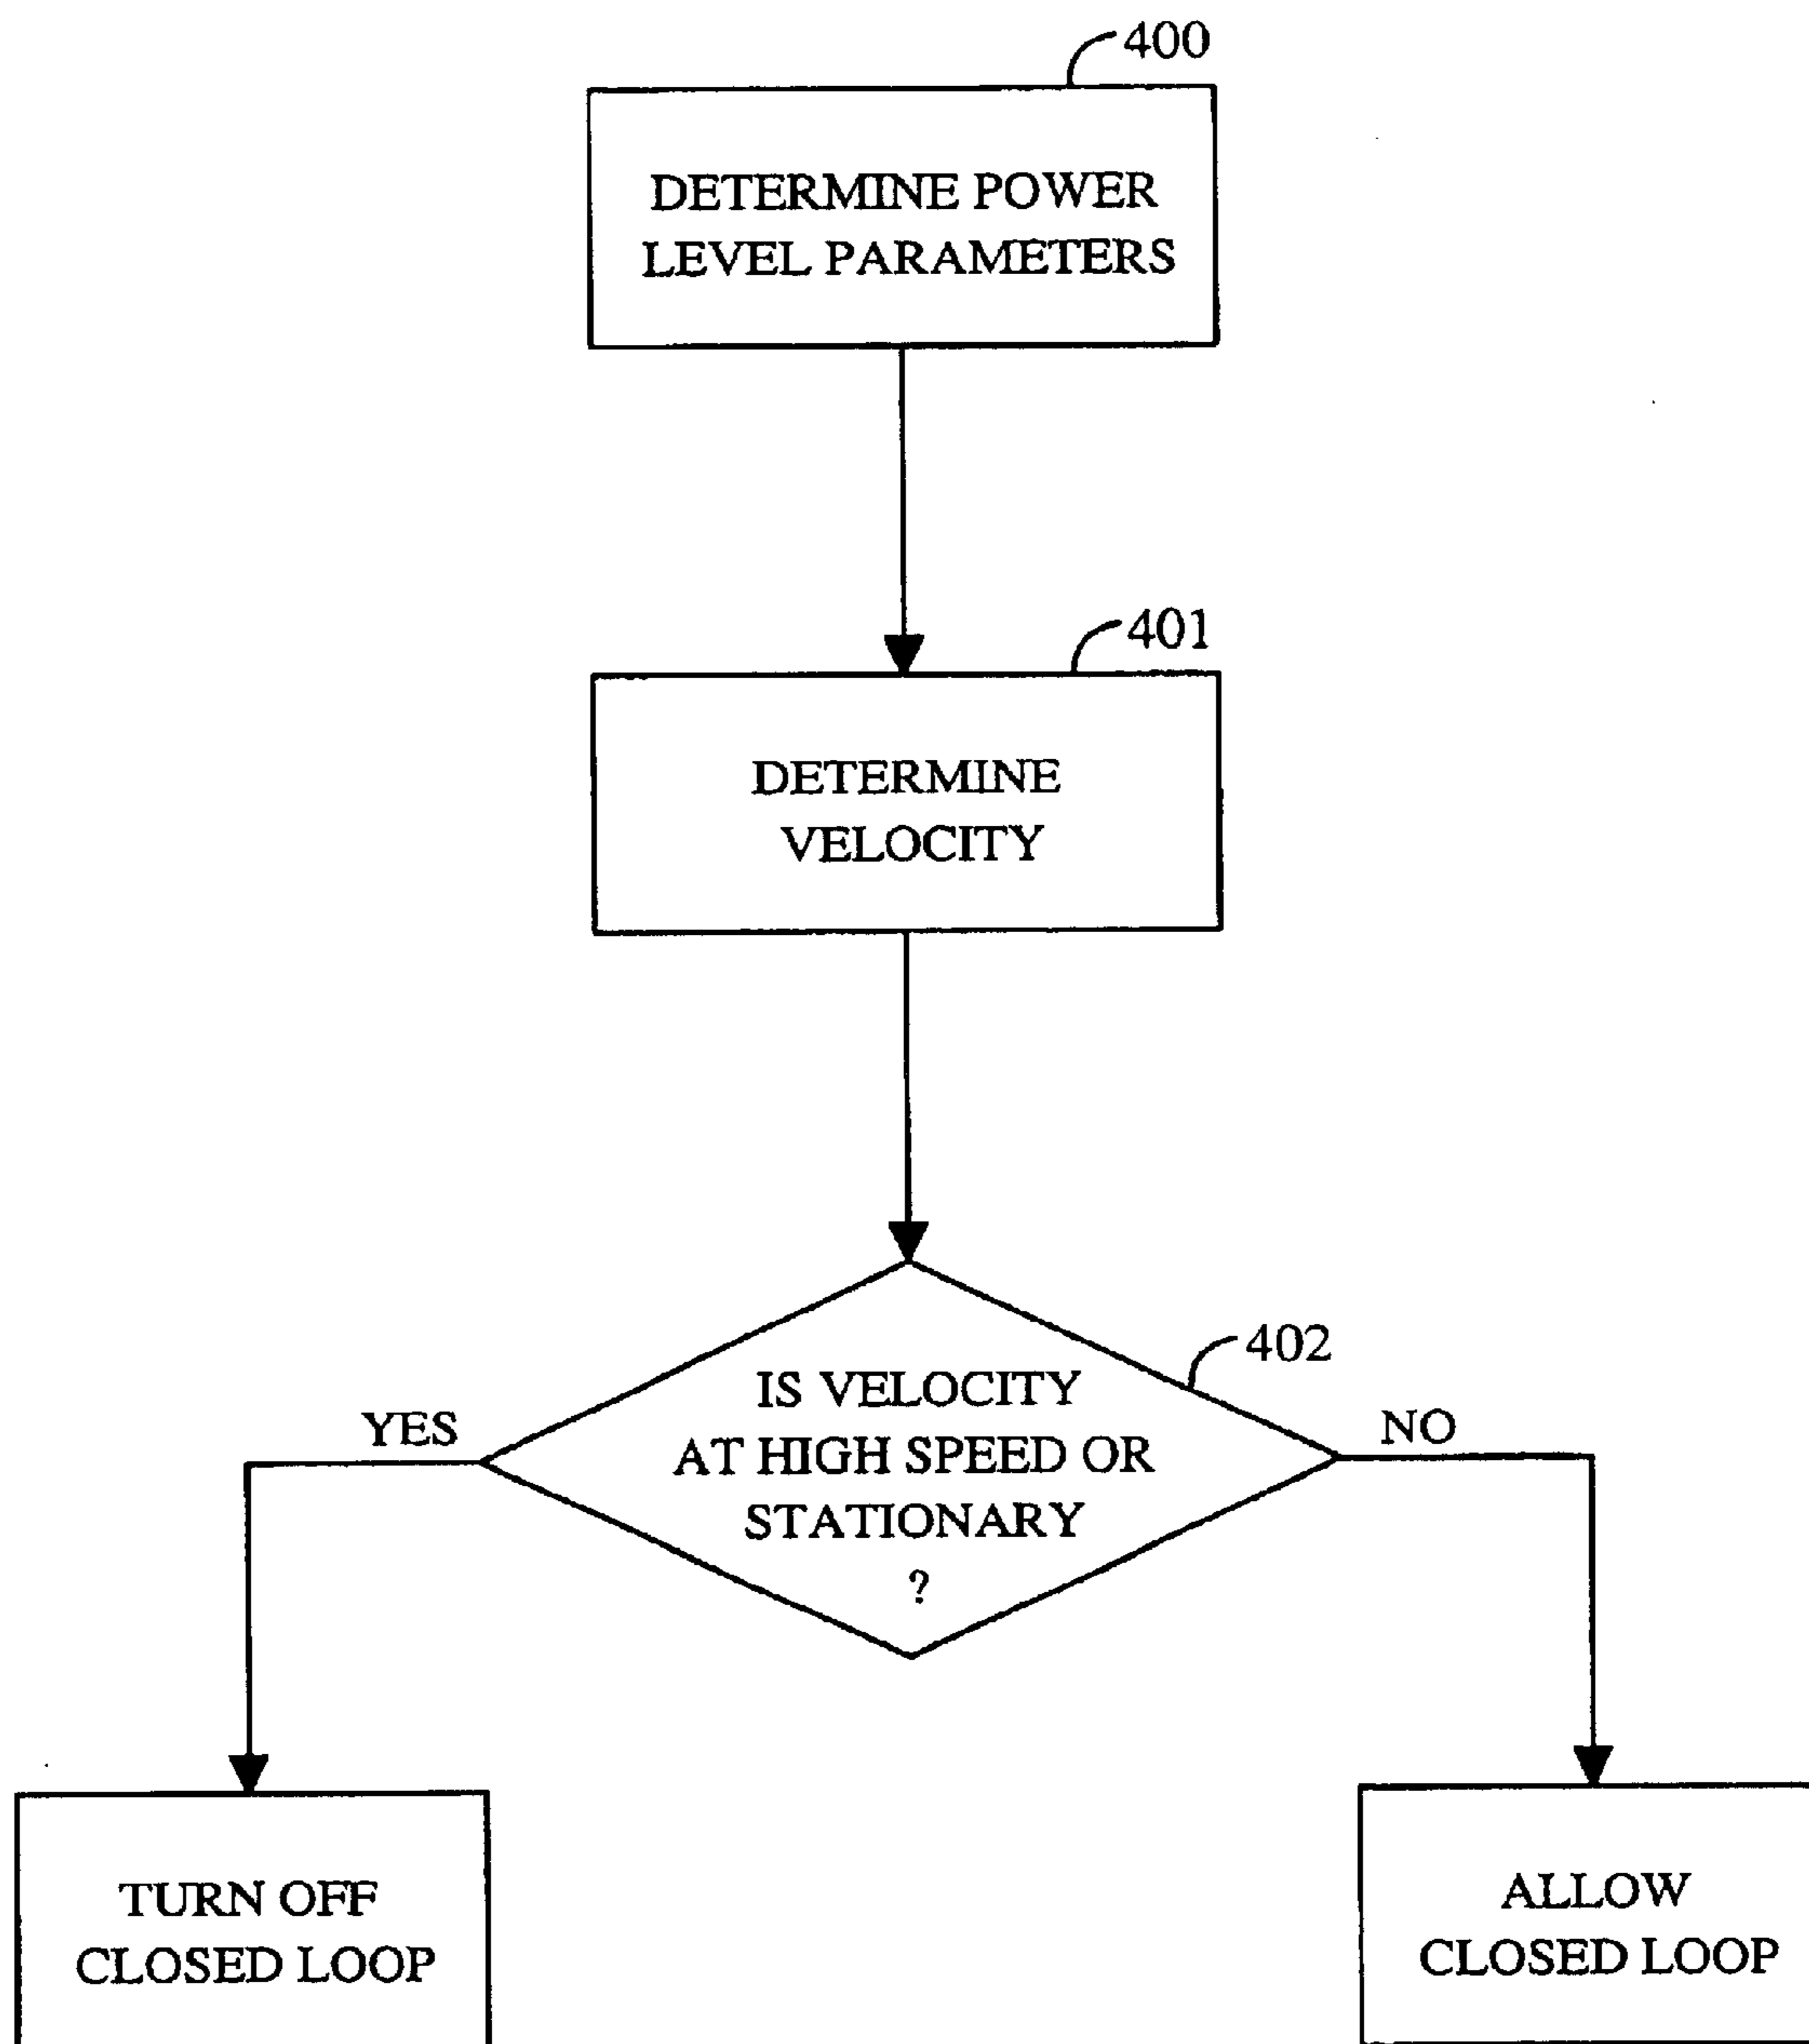 400
DETERMINE POWER
LEVEL PARAMETERS
401
DETERMINE
VELOCITY
402
IS VELOCITY
AT HIGH SPEED OR
STATIONARY
?
YES
NO
TURN OFF
CLOSED LOOP
ALLOW
CLOSED LOOP